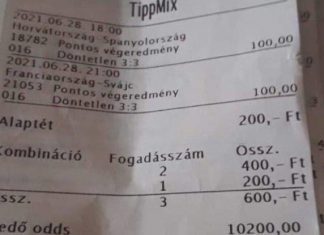 TippMix
2021.06.28. 18:00
Horvátország-Spanyolország
18782 Pontos végeredmény 100,00
016 Döntetlen 3:3
2021.06.28. 21:00
Franciaország-Svájc
21053 Pontos végeredmény 100,00
016 Döntetlen 3:3
Alaptét 200,- Ft
Kombináció Fogadásszám Össz.
2 400,- Ft
1 200,- Ft
ssz. 3 600,- Ft
edő odds 10200,00